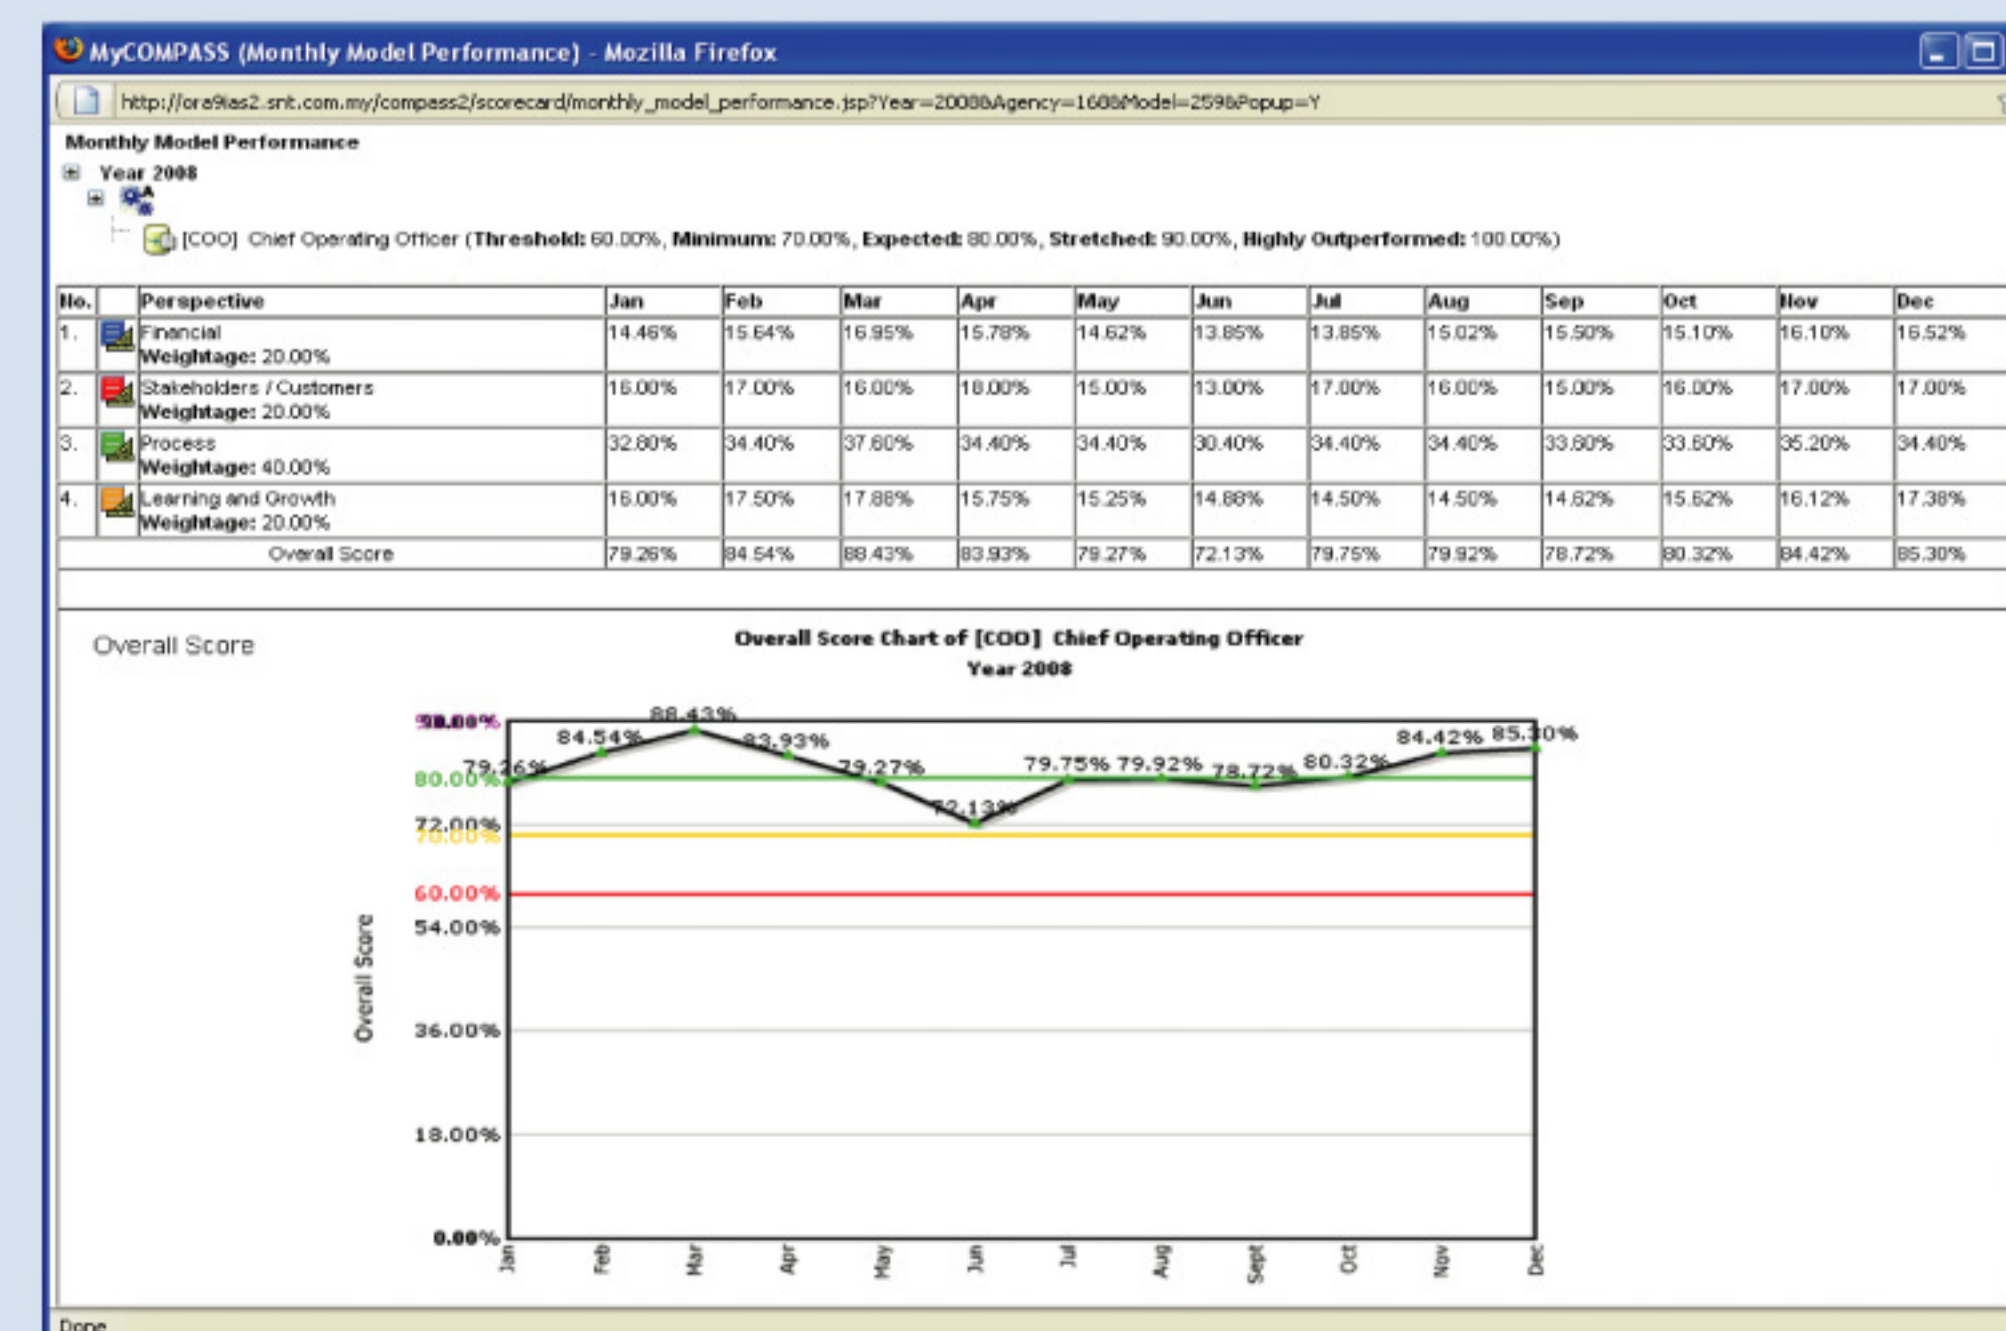 MyCOMPASS (Monthly Model Performance) - Mozilla Firefox
http://ora9ias2.snt.com.my/compass2/scorecard/monthly_model_performance.jsp?Year=2008&Agency=168&Model=259&Popup=Y
Monthly Model Performance
Year 2008
[COO] Chief Operating Officer (Threshold: 60.00%, Minimum: 70.00%, Expected: 80.00%, Stretched: 90.00%, Highly Outperformed: 100.00%)
No. Perspective Jan Feb Mar Apr May Jun Jul Aug Sep Oct Nov Dec
1. Financial 14.46% 15.64% 16.95% 15.78% 14.62% 13.85% 13.85% 15.02% 15.50% 15.10% 16.10% 16.52%
Weightage: 20.00%
2. Stakeholders / Customers 16.00% 17.00% 16.00% 18.00% 15.00% 13.00% 17.00% 16.00% 15.00% 16.00% 17.00% 17.00%
Weightage: 20.00%
3. Process 32.80% 34.40% 37.60% 34.40% 34.40% 30.40% 34.40% 34.40% 33.60% 33.60% 35.20% 34.40%
Weightage: 40.00%
4. Learning and Growth 16.00% 17.50% 17.88% 15.75% 15.25% 14.88% 14.50% 14.50% 14.62% 15.62% 16.12% 17.38%
Weightage: 20.00%
Overall Score 79.26% 84.54% 88.43% 83.93% 79.27% 72.13% 79.75% 79.92% 78.72% 80.32% 84.42% 85.30%
Overall Score
Overall Score Chart of [COO] Chief Operating Officer
Year 2008
79.26% 84.54% 88.43% 83.93% 79.27% 72.13% 79.75% 79.92% 78.72% 80.32% 84.42% 85.30%
80.00%
72.00%
70.00%
60.00%
54.00%
36.00%
18.00%
0.00%
Overall Score
Jan Feb Mar Apr May Jun Jul Aug Sept Oct Nov Dec
Done